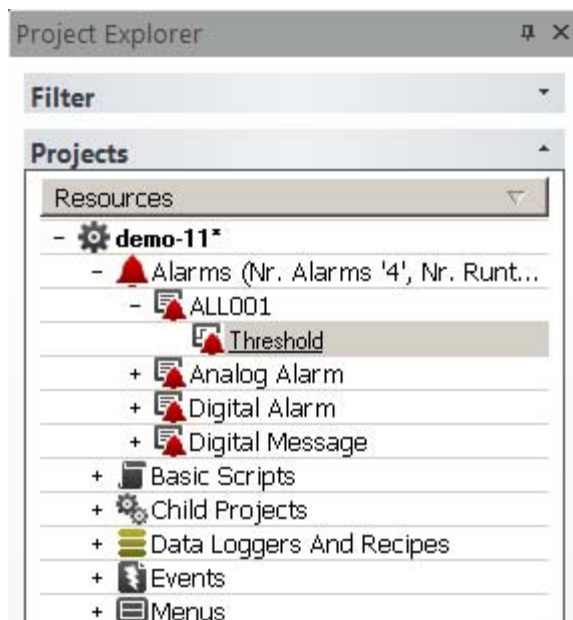 Project Explorer
Filter
Projects
Resources
demo-11*
Alarms (Nr. Alarms '4', Nr. Runt...
ALL001
Threshold
Analog Alarm
Digital Alarm
Digital Message
Basic Scripts
Child Projects
Data Loggers And Recipes
Events
Menus